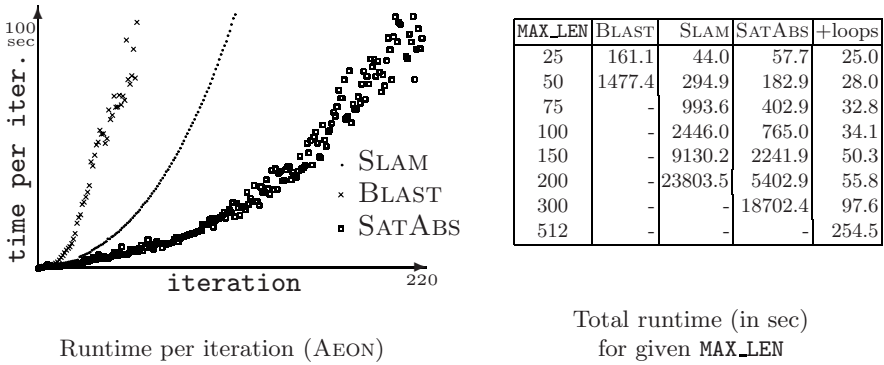 100
sec
time per iter.
SLAM
BLAST
SATABS
iteration
220
Runtime per iteration (AEON)
MAX_LEN BLAST SLAM SATABS +loops
25 161.1 44.0 57.7 25.0
50 1477.4 294.9 182.9 28.0
75 - 993.6 402.9 32.8
100 - 2446.0 765.0 34.1
150 - 9130.2 2241.9 50.3
200 - 23803.5 5402.9 55.8
300 - - 18702.4 97.6
512 - - - 254.5
Total runtime (in sec)
for given MAX_LEN